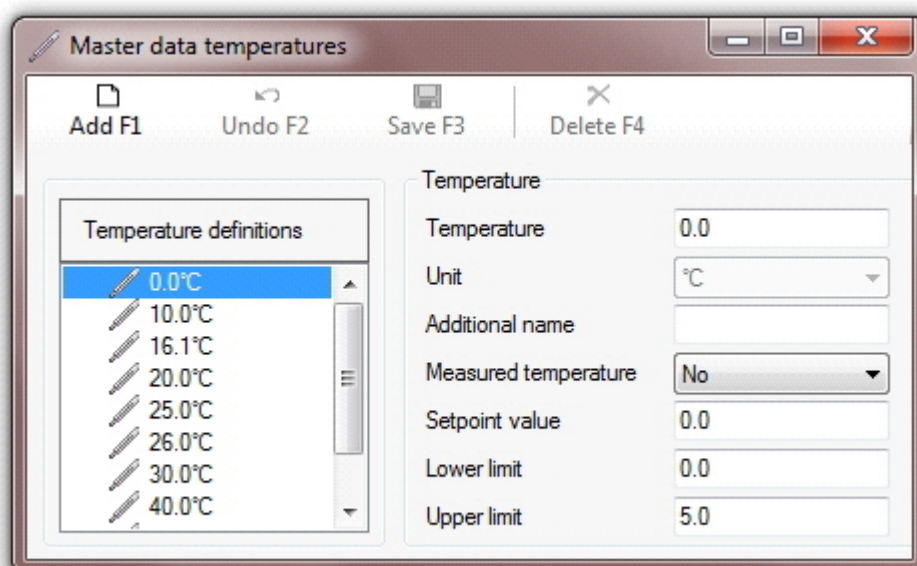 Master data temperatures
Add F1 Undo F2 Save F3 Delete F4
Temperature definitions
0.0°C
10.0°C
16.1°C
20.0°C
25.0°C
26.0°C
30.0°C
40.0°C
Temperature
Temperature 0.0
Unit °C
Additional name
Measured temperature No
Setpoint value 0.0
Lower limit 0.0
Upper limit 5.0